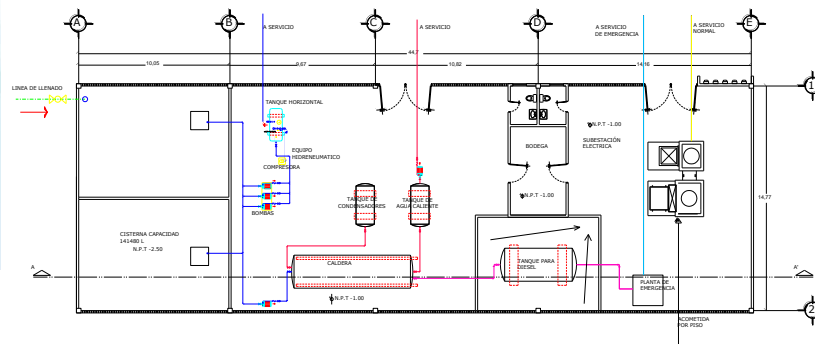 A
B
C
D
E
A SERVICIO
A SERVICIO
A SERVICIO
DE EMERGENCIA
A SERVICIO
NORMAL
44,7
10,05
9,67
10,82
14,16
LINEA DE LLENADO
1
TANQUE HORIZONTAL
EQUIPO
HIDRENEUMATICO
COMPRESORA
BODEGA
N.P.T -1.00
SUBESTACIÓN
ELECTRICA
N.P.T -1.00
14,77
BOMBAS
TANQUE DE
CONDENSADORES
TANQUE DE
AGUA CALIENTE
CISTERNA CAPACIDAD
141480 L
N.P.T -2.50
A
CALDERA
TANQUE PARA
DIESEL
A'
PLANTA DE
EMERGENCIA
N.P.T -1.00
2
ACOMETIDA
POR PISO